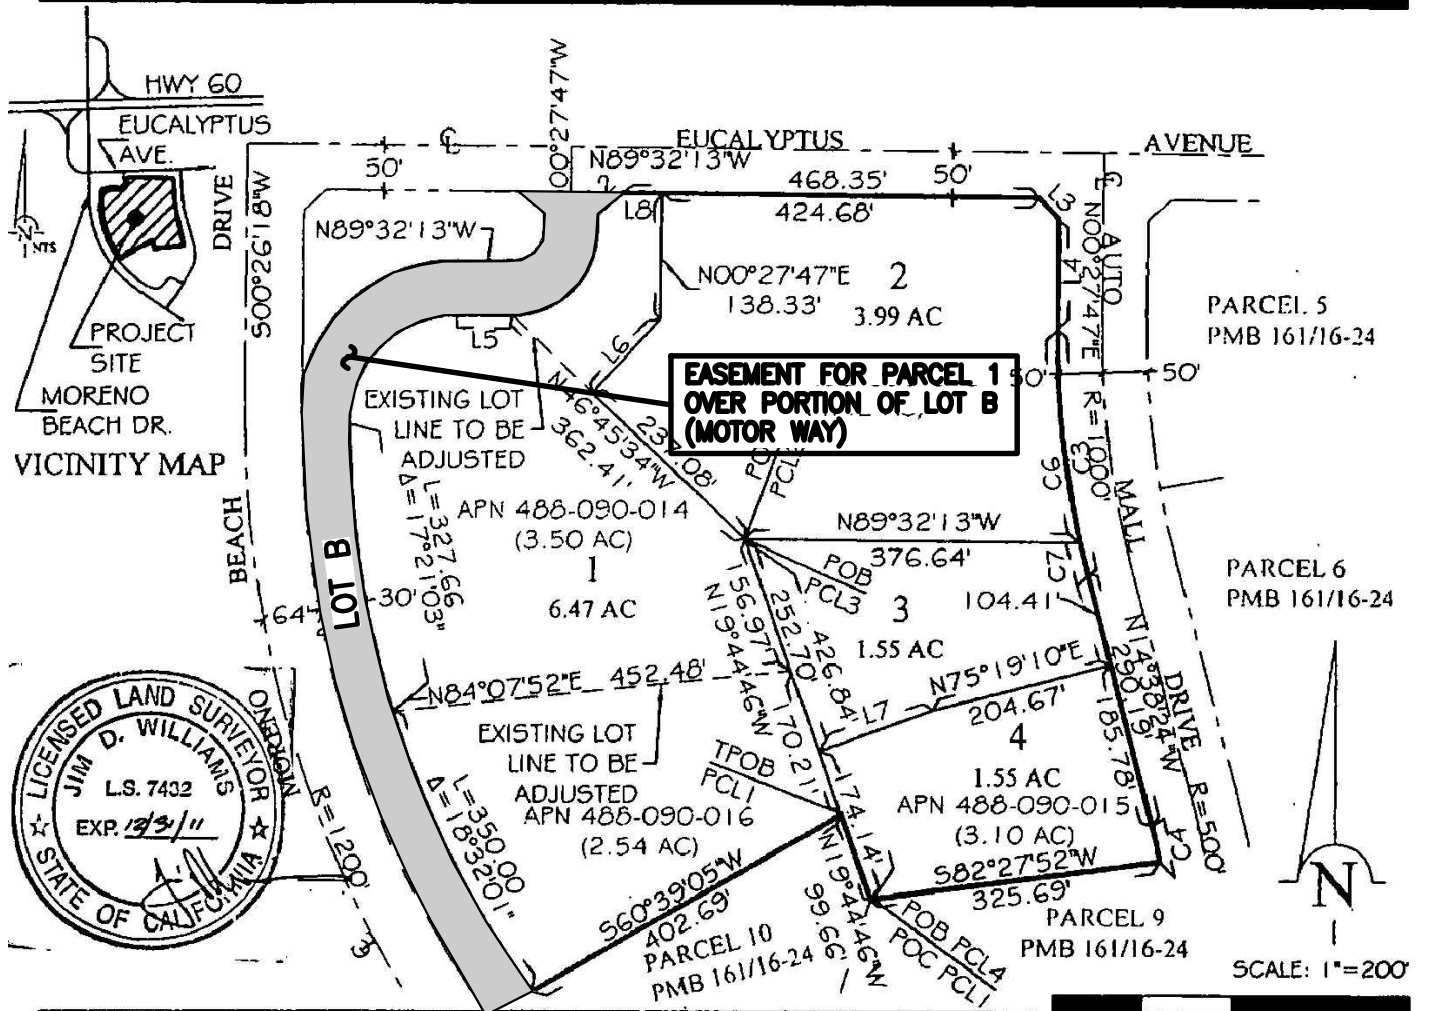 HWY 60
EUCALYPTUS
AVE.
NTS
PROJECT
SITE
MORENO
BEACH DR.
VICINITY MAP
EUCALYPTUS
AVENUE
00°27'47"W
50'
N89°32'13"W
468.35'
50'
424.68'
L8
L3
DRIVE
S00°26'18"W
N89°32'13"W
N00°27'47"E
138.33'
2
3.99 AC
L4
N00°27'47"E
AUTO
R=1000'
PARCEL 5
PMB 161/16-24
L5
L6
EASEMENT FOR PARCEL 1
OVER PORTION OF LOT B
(MOTOR WAY)
50'
50'
EXISTING LOT
LINE TO BE
ADJUSTED
N46°45'34"W
362.41'
C6
C3
MALL
BEACH
L=327.66
Δ=17°21'03"
APN 488-090-014
(3.50 AC)
1
6.47 AC
N89°32'13"W
376.64'
POB
PCL3
C7
104.41'
3
1.55 AC
PARCEL 6
PMB 161/16-24
LOT B
64'
30'
156.97'
N19°44'46"W
252.70'
426.84'
N84°07'52"E 452.48'
N75°19'10"E
204.67'
L7
N14°38'24"W
290.19'
185.78'
DRIVE
R=500'
EXISTING LOT
LINE TO BE
ADJUSTED
APN 488-090-016
(2.54 AC)
TPOB
PCL1
170.21'
174.14'
4
1.55 AC
APN 488-090-015
(3.10 AC)
C4
S82°27'52"W
325.69'
MORENO
R=1200'
L=350.00
Δ=18°32'01"
S60°39'05"W
402.69'
PARCEL 10
PMB 161/16-24
N19°44'46"W
99.66'
POB PCL4
POC PCL1
PARCEL 9
PMB 161/16-24
LICENSED LAND SURVEYOR
JIM D. WILLIAMS
L.S. 7432
EXP. 12/31/11
STATE OF CALIFORNIA
N
SCALE: 1"=200'